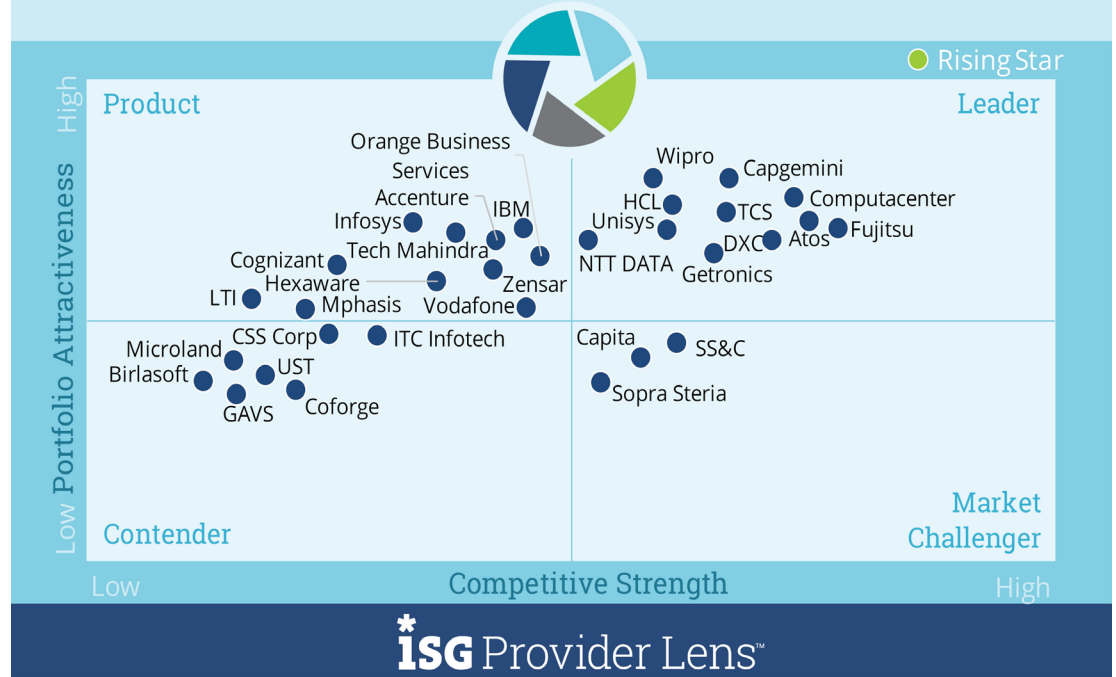 Rising Star
High
Product
Leader
Orange Business
Services
Accenture
IBM
Infosys
Tech Mahindra
Cognizant
Hexaware
Zensar
LTI
Mphasis
Vodafone
Wipro
Capgemini
HCL
Computacenter
TCS
Unisys
Fujitsu
DXC
Atos
NTT DATA
Getronics
CSS Corp
ITC Infotech
Microland
Birlasoft
UST
GAVS
Coforge
Capita
SS&C
Sopra Steria
Portfolio Attractiveness
Low
Contender
Market
Challenger
Low
Competitive Strength
High
*
iSG Provider Lens™